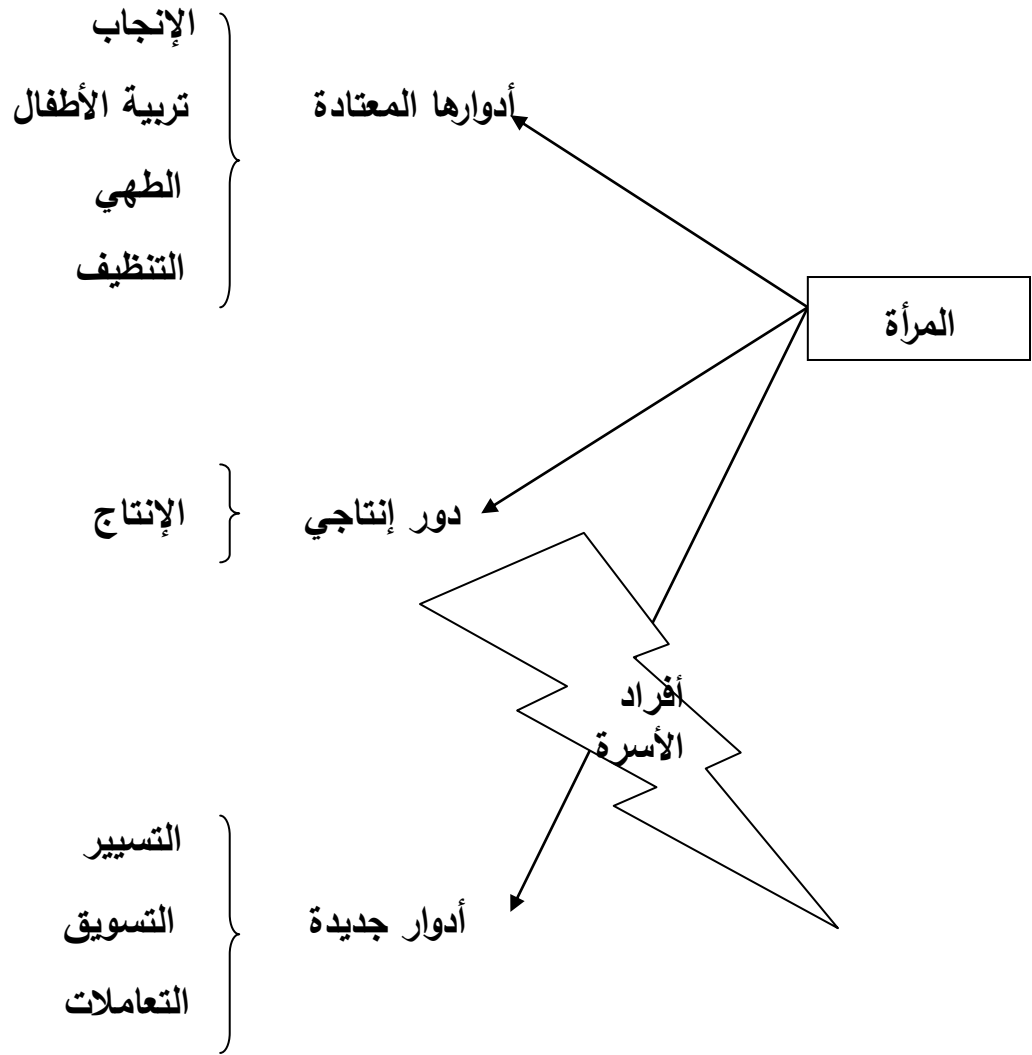 الإنجاب
تربية الأطفال
أدوارها المعتادة
الطهي
التنظيف
المرأة
دور إنتاجي
الإنتاج
أفراد
الأسرة
التسيير
أدوار جديدة
التسويق
التعاملات